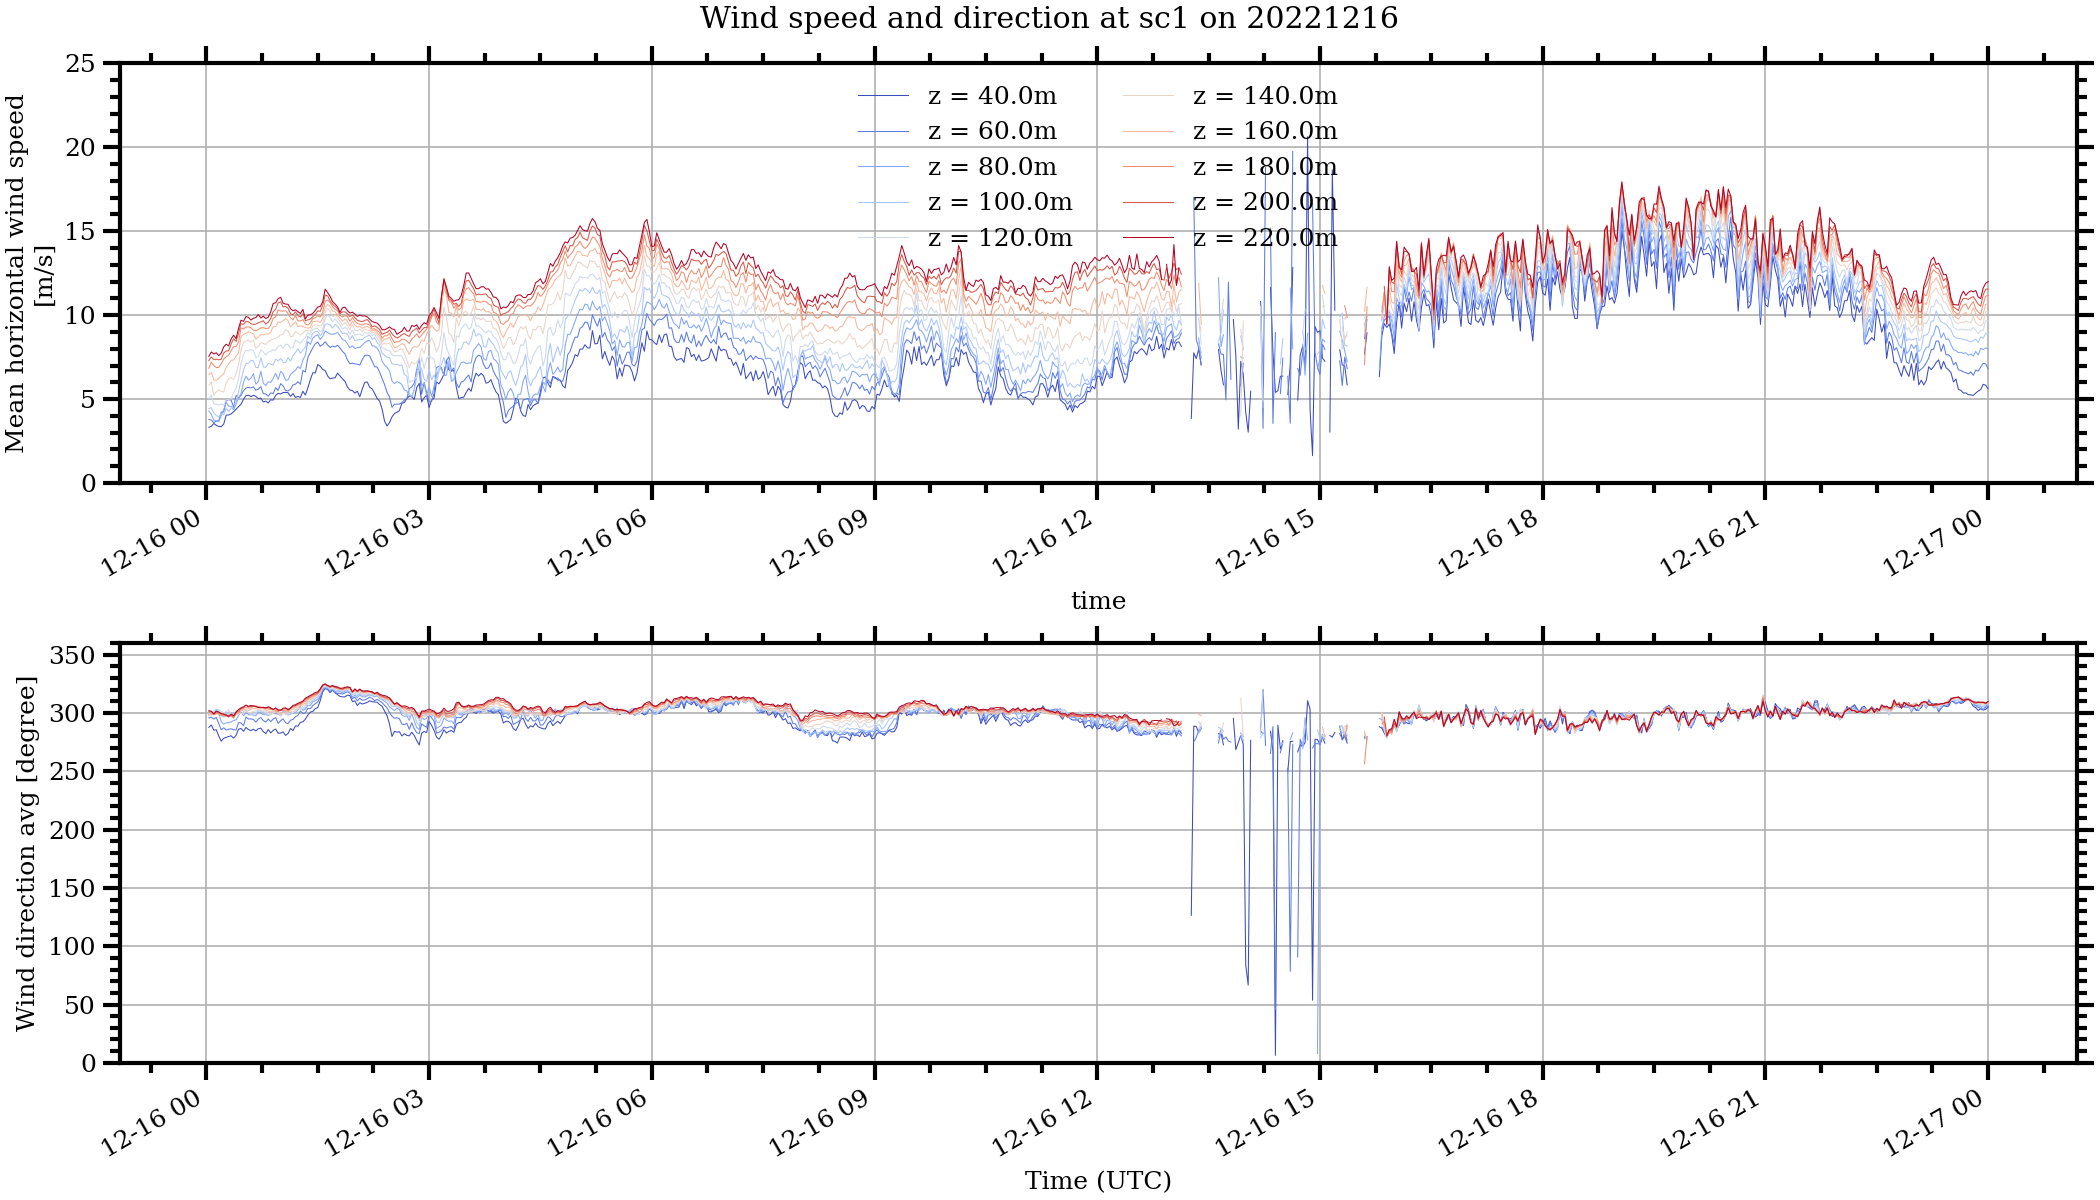 Wind speed and direction at sc1 on 20221216
Mean horizontal wind speed
[m/s]
25
20
15
10
5
0
z = 40.0m
z = 60.0m
z = 80.0m
z = 100.0m
z = 120.0m
z = 140.0m
z = 160.0m
z = 180.0m
z = 200.0m
z = 220.0m
12-16 00
12-16 03
12-16 06
12-16 09
12-16 12
12-16 15
12-16 18
12-16 21
12-17 00
time
Wind direction avg [degree]
350
300
250
200
150
100
50
0
12-16 00
12-16 03
12-16 06
12-16 09
12-16 12
12-16 15
12-16 18
12-16 21
12-17 00
Time (UTC)